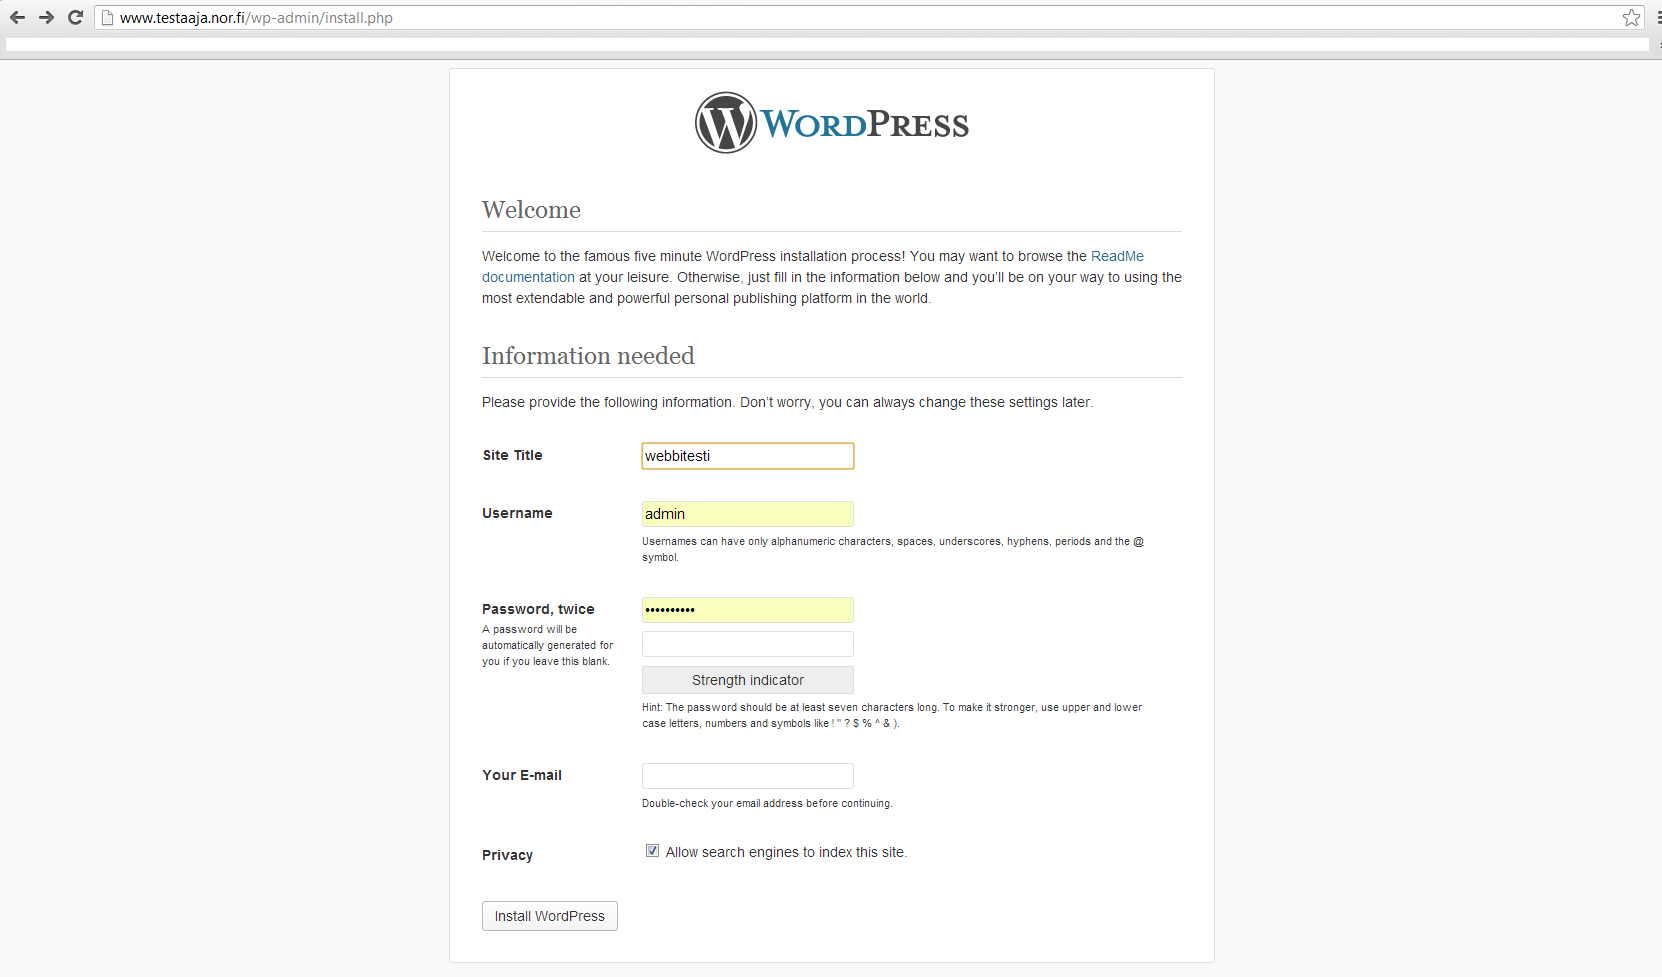 www.testaaja.nor.fi/wp-admin/install.php
WORDPRESS
Welcome
Welcome to the famous five minute WordPress installation process! You may want to browse the ReadMe
documentation at your leisure. Otherwise, just fill in the information below and you'll be on your way to using the
most extendable and powerful personal publishing platform in the world.
Information needed
Please provide the following information. Don't worry, you can always change these settings later.
Site Title
webbitesti
Username
admin
Usernames can have only alphanumeric characters, spaces, underscores, hyphens, periods and the @
symbol.
Password, twice
A password will be
automatically generated for
you if you leave this blank.
••••••••••
Strength indicator
Hint: The password should be at least seven characters long. To make it stronger, use upper and lower
case letters, numbers and symbols like ! " ? $ % ^ & ).
Your E-mail
Double-check your email address before continuing.
Privacy
Allow search engines to index this site.
Install WordPress